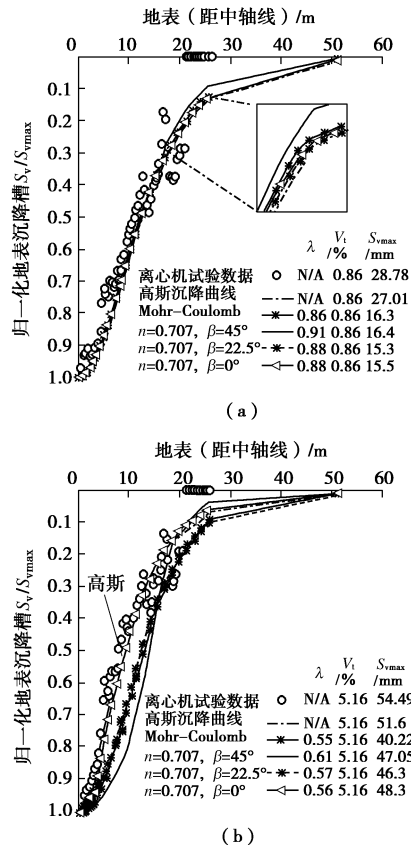 地表（距中轴线）/m
0 10 20 30 40 50 60
0.1
0.2
0.3
0.4
0.5
0.6
0.7
0.8
0.9
1.0
归一化地表沉降槽Sv/Svmax
λ Vt/% Svmax/mm
离心机试验数据 N/A 0.86 28.78
高斯沉降曲线 N/A 0.86 27.01
Mohr-Coulomb 0.86 0.86 16.3
n=0.707, β=45° 0.91 0.86 16.4
n=0.707, β=22.5° 0.88 0.86 15.3
n=0.707, β=0° 0.88 0.86 15.5
(a)
地表（距中轴线）/m
0 10 20 30 40 50 60
0.1
0.2
0.3
0.4
0.5
0.6
0.7
0.8
0.9
1.0
归一化地表沉降槽Sv/Svmax
高斯
λ Vt/% Svmax/mm
离心机试验数据 N/A 5.16 54.49
高斯沉降曲线 N/A 5.16 51.6
Mohr-Coulomb 0.55 5.16 40.22
n=0.707, β=45° 0.61 5.16 47.05
n=0.707, β=22.5° 0.57 5.16 46.3
n=0.707, β=0° 0.56 5.16 48.3
(b)